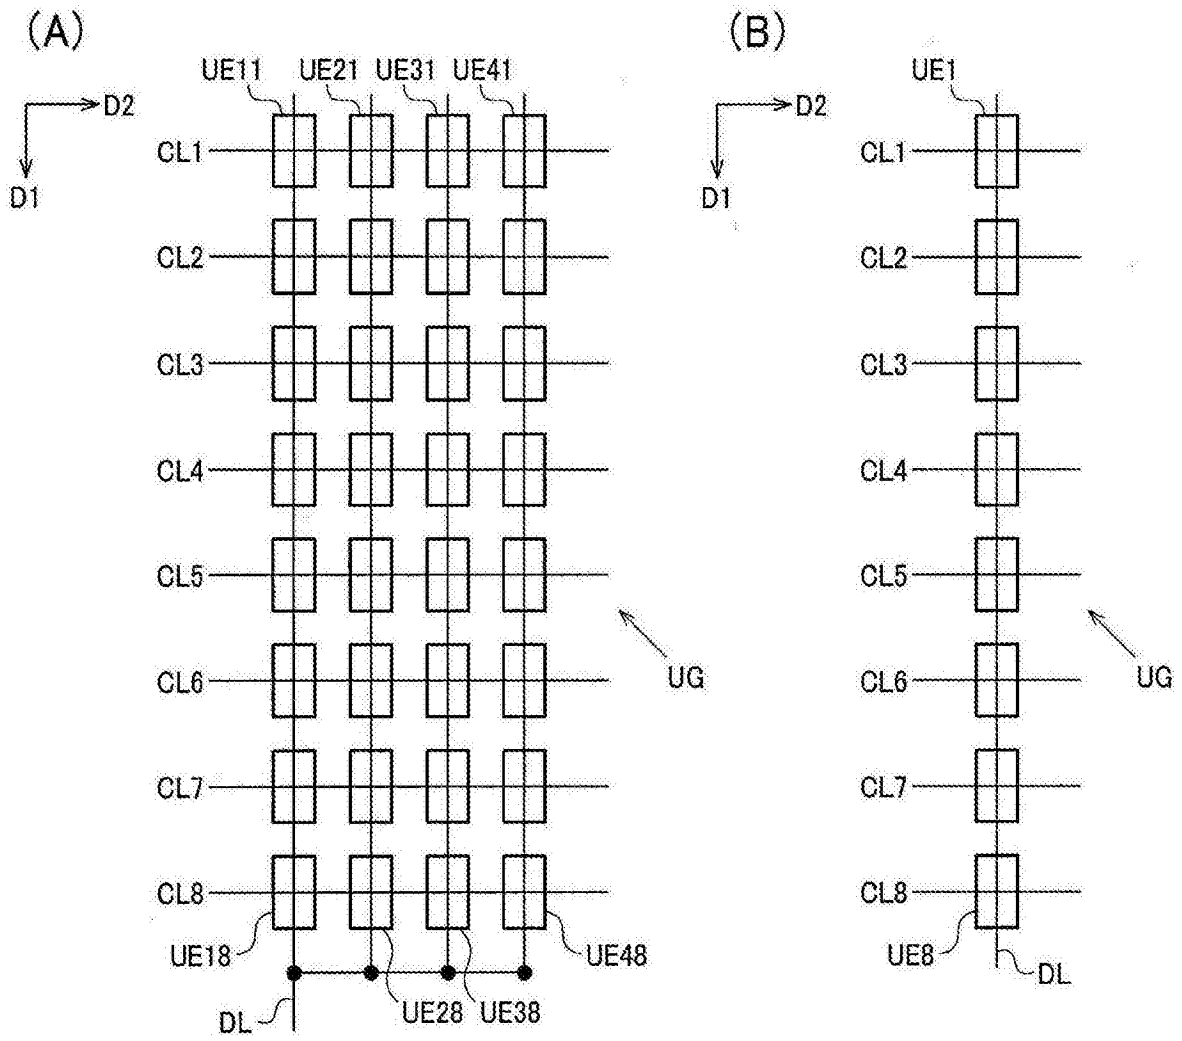 (A)
UE11 UE21 UE31 UE41
D2
D1
CL1
CL2
CL3
CL4
CL5
CL6
CL7
CL8
UG
UE18
UE28
UE38
UE48
DL
(B)
UE1
D2
D1
CL1
CL2
CL3
CL4
CL5
CL6
CL7
CL8
UG
UE8
DL